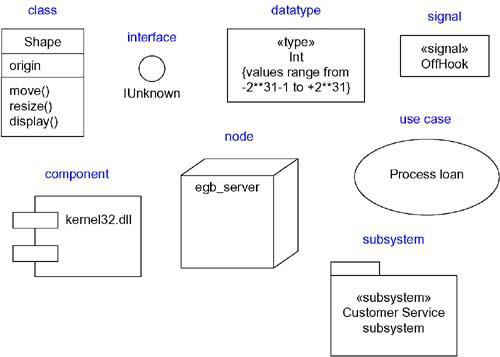 class
Shape
origin
move()
resize()
display()
interface
IUnknown
datatype
«type»
Int
{values range from
-2**31-1 to +2**31}
signal
«signal»
OffHook
component
kernel32.dll
node
egb_server
use case
Process loan
subsystem
«subsystem»
Customer Service
subsystem